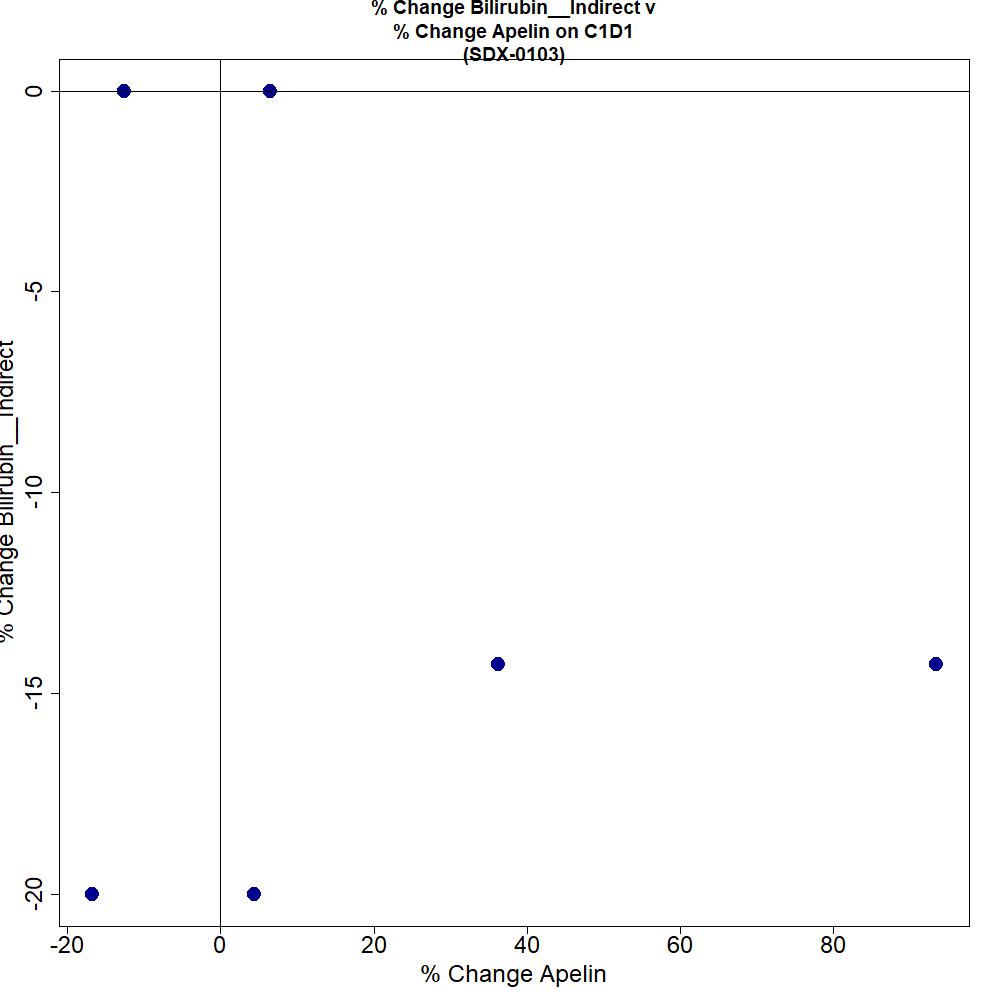 % Change Bilirubin__Indirect v
% Change Apelin on C1D1
(SDX-0103)
% Change Bilirubin__Indirect
0
-5
-10
-15
-20
-20
0
20
40
60
80
% Change Apelin